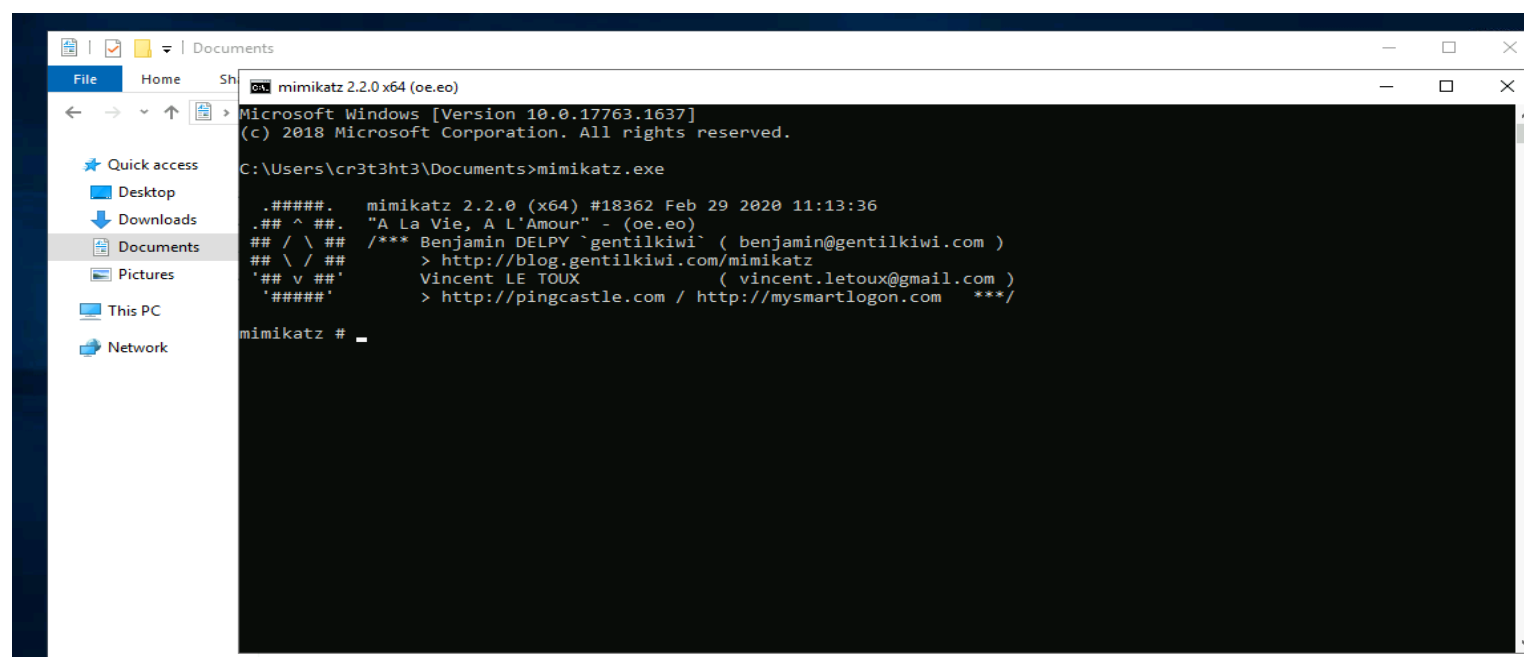 Documents
File Home Sh
mimikatz 2.2.0 x64 (oe.eo)
Microsoft Windows [Version 10.0.17763.1637]
(c) 2018 Microsoft Corporation. All rights reserved.
Quick access
Desktop
Downloads
Documents
Pictures
This PC
Network
C:\Users\cr3t3ht3\Documents>mimikatz.exe
  .#####.   mimikatz 2.2.0 (x64) #18362 Feb 29 2020 11:13:36
 .## ^ ##.  "A La Vie, A L'Amour" - (oe.eo)
 ## / \ ##  /*** Benjamin DELPY `gentilkiwi` ( benjamin@gentilkiwi.com )
 ## \ / ##       > http://blog.gentilkiwi.com/mimikatz
 '## v ##'       Vincent LE TOUX             ( vincent.letoux@gmail.com )
  '#####'        > http://pingcastle.com / http://mysmartlogon.com   ***/
mimikatz #